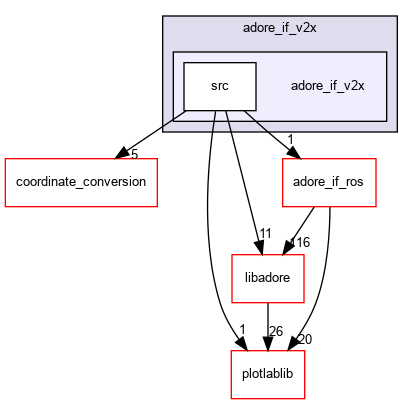 adore_if_v2x
src
adore_if_v2x
5
1
coordinate_conversion
adore_if_ros
11
116
libadore
1
26
20
plotlablib